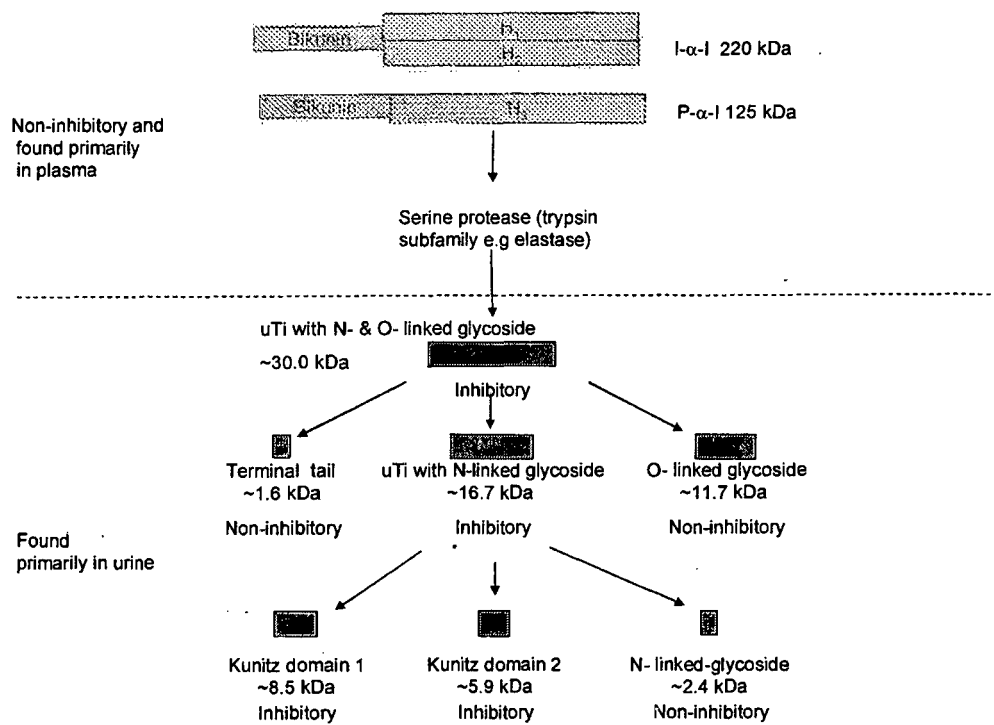 Bikunin H₁
H₂
I-α-I 220 kDa
Bikunin H₃
P-α-I 125 kDa
Non-inhibitory and
found primarily
in plasma
Serine protease (trypsin
subfamily e.g elastase)
uTi with N- & O- linked glycoside
~30.0 kDa
Inhibitory
Terminal tail
~1.6 kDa
Non-inhibitory
uTi with N-linked glycoside
~16.7 kDa
Inhibitory
O- linked glycoside
~11.7 kDa
Non-inhibitory
Found
primarily in urine
Kunitz domain 1
~8.5 kDa
Inhibitory
Kunitz domain 2
~5.9 kDa
Inhibitory
N- linked-glycoside
~2.4 kDa
Non-inhibitory